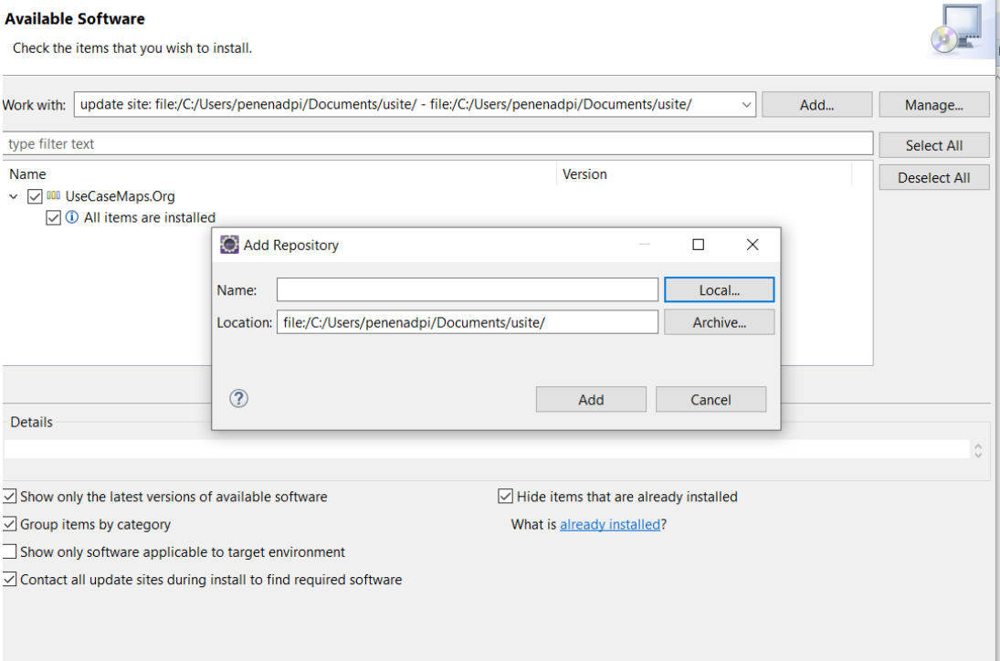 Available Software
Check the items that you wish to install.
Work with: update site: file:/C:/Users/penenadpi/Documents/usite/ - file:/C:/Users/penenadpi/Documents/usite/ Add... Manage...
type filter text Select All
Name Version Deselect All
UseCaseMaps.Org
All items are installed
Add Repository
Name: Local...
Location: file:/C:/Users/penenadpi/Documents/usite/ Archive...
? Add Cancel
Details
Show only the latest versions of available software Hide items that are already installed
Group items by category What is already installed?
Show only software applicable to target environment
Contact all update sites during install to find required software